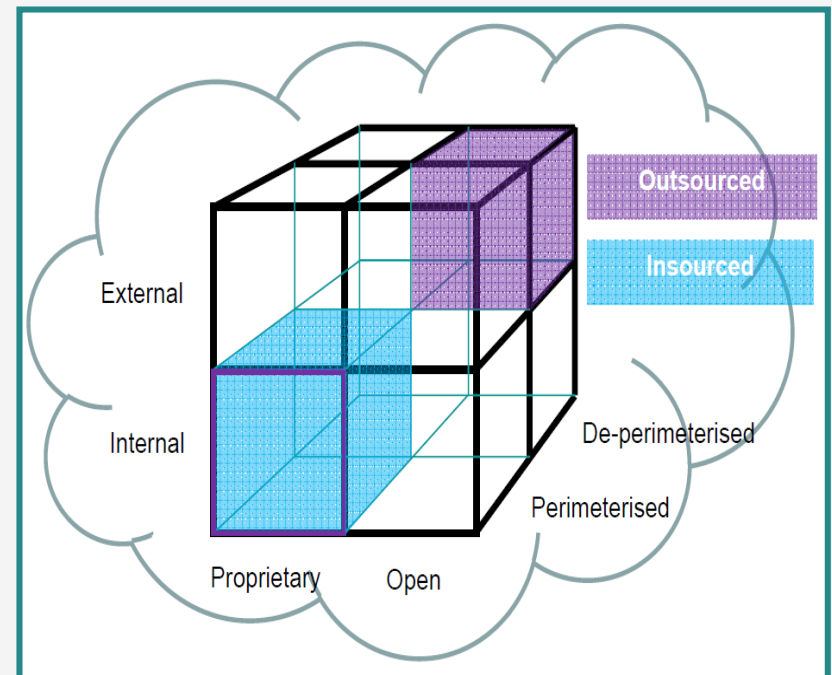 Outsourced
Insourced
External
Internal
De-perimeterised
Perimeterised
Proprietary
Open